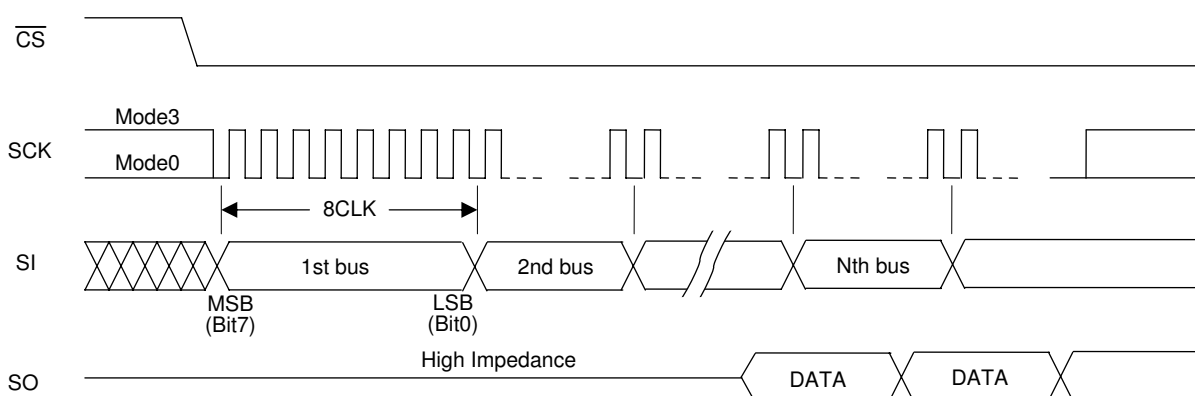 CS
Mode3
SCK
Mode0
8CLK
SI
1st bus
2nd bus
Nth bus
MSB
(Bit7)
LSB
(Bit0)
High Impedance
SO
DATA
DATA